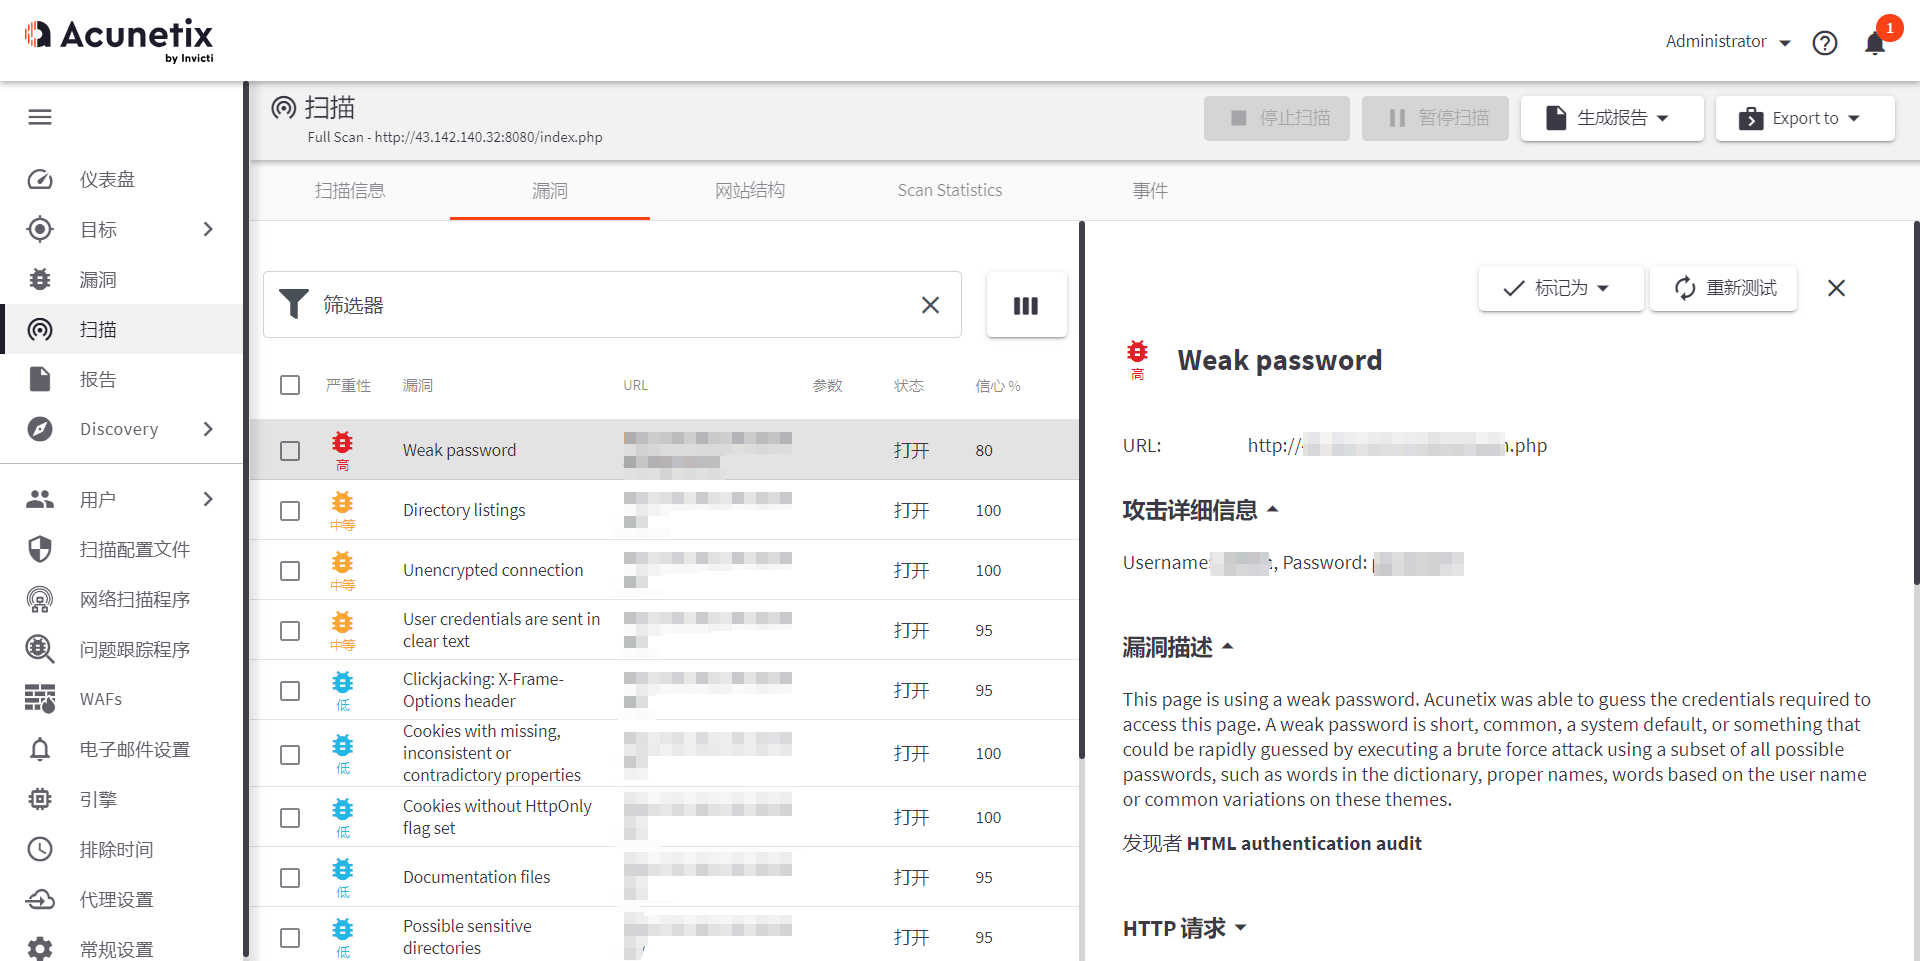 Acunetix
by Invicti
Administrator
1
扫描
Full Scan - http://43.142.140.32:8080/index.php
停止扫描
暂停扫描
生成报告
Export to
仪表盘
目标
漏洞
扫描
报告
Discovery
用户
扫描配置文件
网络扫描程序
问题跟踪程序
WAFs
电子邮件设置
引擎
排除时间
代理设置
常规设置
扫描信息
漏洞
网站结构
Scan Statistics
事件
筛选器
严重性 漏洞 URL 参数 状态 信心 %
高 Weak password 打开 80
中等 Directory listings 打开 100
中等 Unencrypted connection 打开 100
中等 User credentials are sent in
clear text 打开 95
低 Clickjacking: X-Frame-
Options header 打开 95
低 Cookies with missing,
inconsistent or
contradictory properties 打开 100
低 Cookies without HttpOnly
flag set 打开 100
低 Documentation files 打开 95
低 Possible sensitive
directories 打开 95
标记为
重新测试
高
Weak password
URL: http:// .php
攻击详细信息
Username: , Password:
漏洞描述
This page is using a weak password. Acunetix was able to guess the credentials required to
access this page. A weak password is short, common, a system default, or something that
could be rapidly guessed by executing a brute force attack using a subset of all possible
passwords, such as words in the dictionary, proper names, words based on the user name
or common variations on these themes.
发现者 HTML authentication audit
HTTP 请求